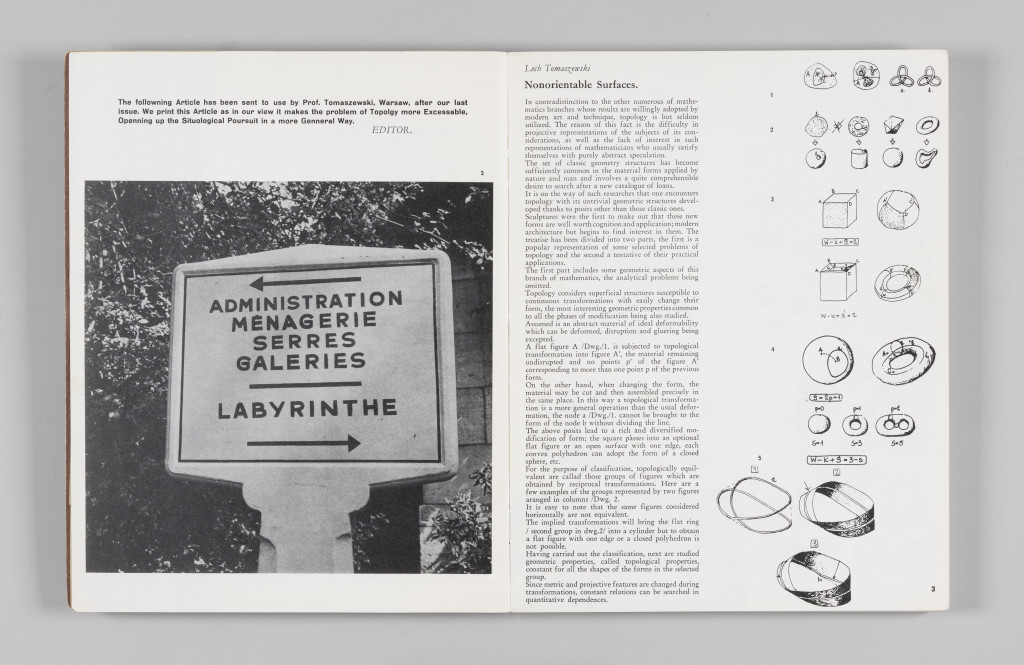 The followning Article has been sent to use by Prof. Tomaszewski, Warsaw, after our last
issue. We print this Article as in our view it makes the problem of Topolgy more Excessable,
Openning up the Situological Poursuit in a more Genneral Way.
EDITOR.
3
ADMINISTRATION
MÉNAGERIE
SERRES
GALERIES
LABYRINTHE
Lech Tomaszewski
Nonorientable Surfaces.
In contradistinction to the other numerous of mathe-
matics branches whose results are willingly adopted by
modern art and technique, topology is but seldom
utilized. The reason of this fact is the difficulty in
projective representations of the subjects of its con-
siderations, as well as the lack of interest in such
representations of mathematicians who usually satisfy
themselves with purely abstract speculation.
The set of classic geometry structures has become
sufficiently common in the material forms applied by
nature and man and involves a quite comprehensible
desire to search after a new catalogue of loans.
It is on the way of such researches that one encounters
topology with its untrivial geometric structures devel-
oped thanks to posits other than those classic ones.
Sculptures were the first to make out that these new
forms are well worth cognition and application; modern
architecture but begins to find interest in them. The
treatise has been divided into two parts, the first is a
popular representation of some selected problems of
topology and the second a tentative of their practical
applications.
The first part includes some geometric aspects of this
branch of mathematics, the analytical problems being
omitted.
Topology considers superficial structures susceptible to
continuous transformations with easily change their
form, the most interesting geometric properties common
to all the phases of modification being also studied.
Assumed is an abstract material of ideal deformability
which can be deformed, disruption and gluering being
excepted.
A flat figure A /Dwg./1. is subjected to topological
transformation into figure A', the material remaining
undisrupted and no points p' of the figure A'
corresponding to more than one point p of the previous
form.
On the other hand, when changing the form, the
material may be cut and then assembled precisely in
the same place. In this way a topological transforma-
tion is a more general operation than the usual defor-
mation, the node a /Dwg./1. cannot be brought to the
form of the node b without dividing the line.
The above posits lead to a rich and diversified mo-
dification of form; the square passes into an optional
flat figure or an open surface with one edge, each
convex polyhedron can adopt the form of a closed
sphere, etc.
For the purpose of classification, topologically equil-
valent are callad those groups of fugures which are
obtained by reciprocal transformations. Here are a
few examples of the groups represented by two figures
aranged in columns /Dwg. 2.
It is easy to note that the same figures considered
horizontally are not equivalent.
The implied transformations will bring the flat ring
/ second group in dwg.2/ into a cylinder but to obtain
a flat figure with one edge or a closed polyhedron is
not possible.
Having carried out the classification, next are studied
geometric properties, called topological properties,
constant for all the shapes of the forms in the selected
group.
Since metric and projective features are changed during
transformations, constant relations can be searched in
quantitative dependences.
1
a.
b.
2
3
W-K+S=2
W-K+S=2
4
S=2p+1
p=0
p=1
p=2
S=1
S=3
S=5
W-K+S=3-s
5
1
2
3
3